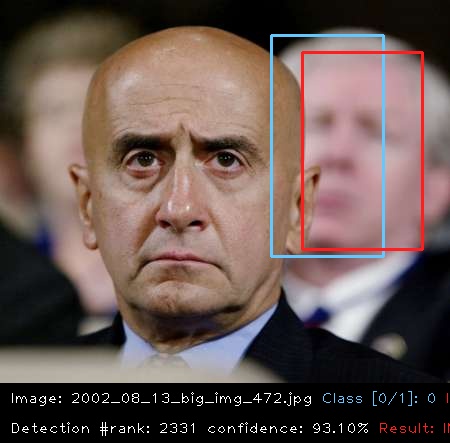 Image: 2002_08_13_big_img_472.jpg Class [0/1]: 0 I
Detection #rank: 2331 confidence: 93.10% Result: I